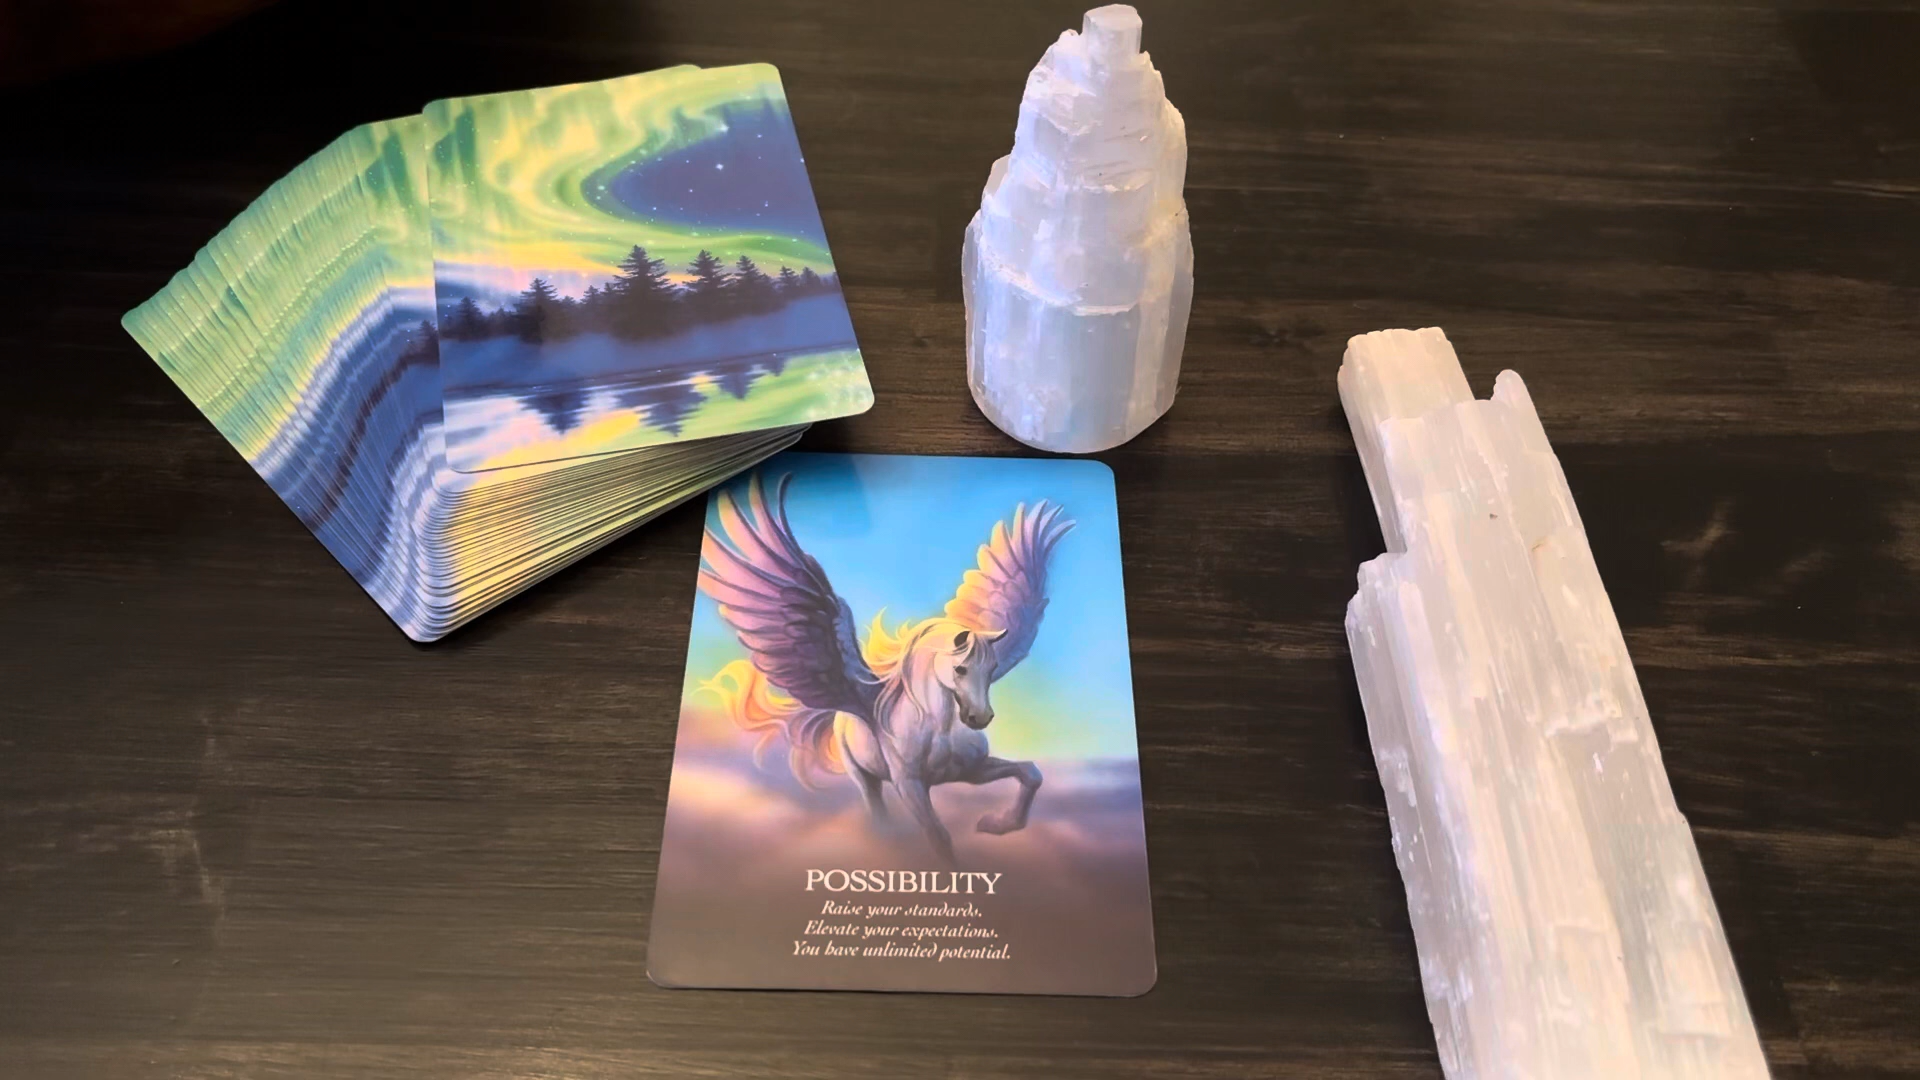 POSSIBILITY
Raise your standards.
Elevate your expectations.
You have unlimited potential.